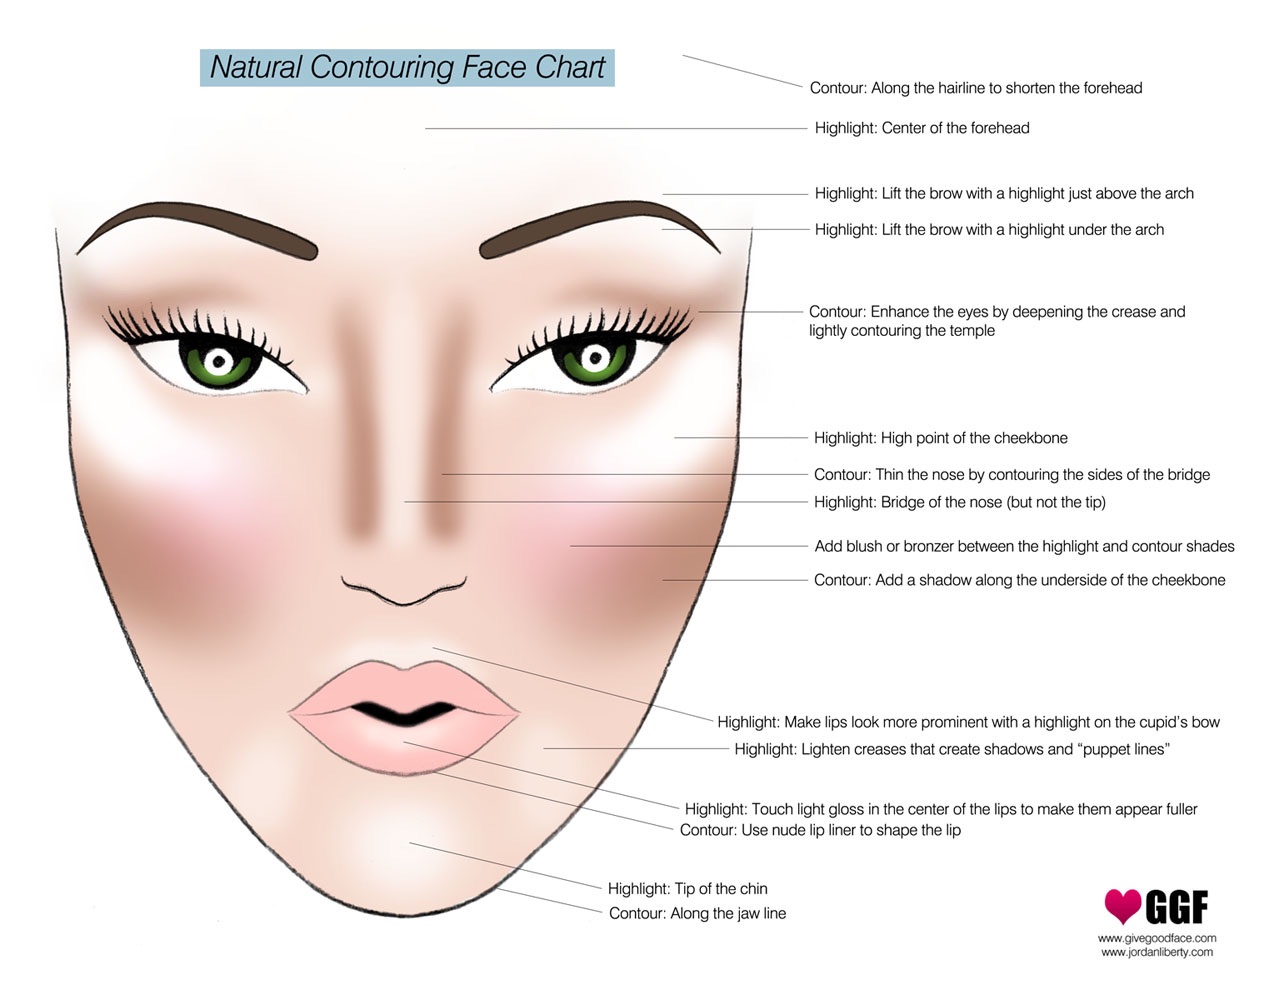 Natural Contouring Face Chart
Contour: Along the hairline to shorten the forehead
Highlight: Center of the forehead
Highlight: Lift the brow with a highlight just above the arch
Highlight: Lift the brow with a highlight under the arch
Contour: Enhance the eyes by deepening the crease and
lightly contouring the temple
Highlight: High point of the cheekbone
Contour: Thin the nose by contouring the sides of the bridge
Highlight: Bridge of the nose (but not the tip)
Add blush or bronzer between the highlight and contour shades
Contour: Add a shadow along the underside of the cheekbone
Highlight: Make lips look more prominent with a highlight on the cupid's bow
Highlight: Lighten creases that create shadows and “puppet lines”
Highlight: Touch light gloss in the center of the lips to make them appear fuller
Contour: Use nude lip liner to shape the lip
Highlight: Tip of the chin
Contour: Along the jaw line
GGF
www.givegoodface.com
www.jordanliberty.com